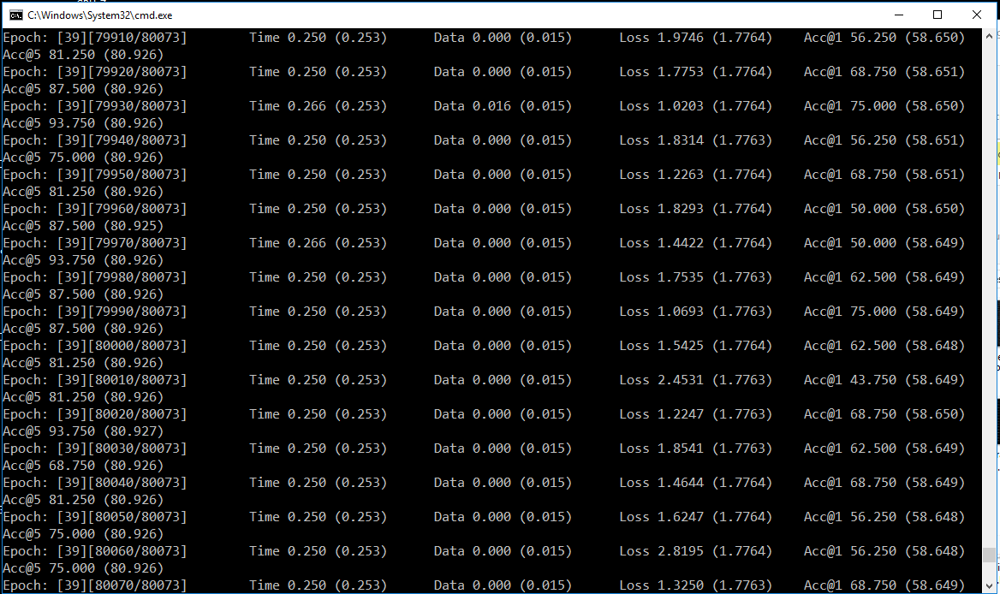 C:\Windows\System32\cmd.exe
Epoch: [39][79910/80073] Time 0.250 (0.253) Data 0.000 (0.015) Loss 1.9746 (1.7764) Acc@1 56.250 (58.650)
Acc@5 81.250 (80.926)
Epoch: [39][79920/80073] Time 0.250 (0.253) Data 0.000 (0.015) Loss 1.7753 (1.7764) Acc@1 68.750 (58.651)
Acc@5 87.500 (80.926)
Epoch: [39][79930/80073] Time 0.266 (0.253) Data 0.016 (0.015) Loss 1.0203 (1.7764) Acc@1 75.000 (58.650)
Acc@5 93.750 (80.926)
Epoch: [39][79940/80073] Time 0.250 (0.253) Data 0.000 (0.015) Loss 1.8314 (1.7763) Acc@1 56.250 (58.651)
Acc@5 75.000 (80.926)
Epoch: [39][79950/80073] Time 0.250 (0.253) Data 0.000 (0.015) Loss 1.2263 (1.7764) Acc@1 68.750 (58.651)
Acc@5 81.250 (80.926)
Epoch: [39][79960/80073] Time 0.250 (0.253) Data 0.000 (0.015) Loss 1.8293 (1.7764) Acc@1 50.000 (58.650)
Acc@5 87.500 (80.925)
Epoch: [39][79970/80073] Time 0.266 (0.253) Data 0.000 (0.015) Loss 1.4422 (1.7764) Acc@1 50.000 (58.649)
Acc@5 93.750 (80.926)
Epoch: [39][79980/80073] Time 0.250 (0.253) Data 0.000 (0.015) Loss 1.7535 (1.7763) Acc@1 62.500 (58.649)
Acc@5 87.500 (80.926)
Epoch: [39][79990/80073] Time 0.250 (0.253) Data 0.000 (0.015) Loss 1.0693 (1.7763) Acc@1 75.000 (58.649)
Acc@5 87.500 (80.926)
Epoch: [39][80000/80073] Time 0.250 (0.253) Data 0.000 (0.015) Loss 1.5425 (1.7764) Acc@1 62.500 (58.648)
Acc@5 81.250 (80.926)
Epoch: [39][80010/80073] Time 0.250 (0.253) Data 0.000 (0.015) Loss 2.4531 (1.7763) Acc@1 43.750 (58.649)
Acc@5 81.250 (80.926)
Epoch: [39][80020/80073] Time 0.250 (0.253) Data 0.000 (0.015) Loss 1.2247 (1.7763) Acc@1 68.750 (58.650)
Acc@5 93.750 (80.927)
Epoch: [39][80030/80073] Time 0.250 (0.253) Data 0.000 (0.015) Loss 1.8541 (1.7763) Acc@1 62.500 (58.649)
Acc@5 68.750 (80.926)
Epoch: [39][80040/80073] Time 0.250 (0.253) Data 0.000 (0.015) Loss 1.4644 (1.7763) Acc@1 68.750 (58.649)
Acc@5 81.250 (80.926)
Epoch: [39][80050/80073] Time 0.250 (0.253) Data 0.000 (0.015) Loss 1.6247 (1.7764) Acc@1 56.250 (58.648)
Acc@5 75.000 (80.926)
Epoch: [39][80060/80073] Time 0.250 (0.253) Data 0.000 (0.015) Loss 2.8195 (1.7764) Acc@1 56.250 (58.648)
Acc@5 75.000 (80.926)
Epoch: [39][80070/80073] Time 0.250 (0.253) Data 0.000 (0.015) Loss 1.3250 (1.7764) Acc@1 68.750 (58.649)